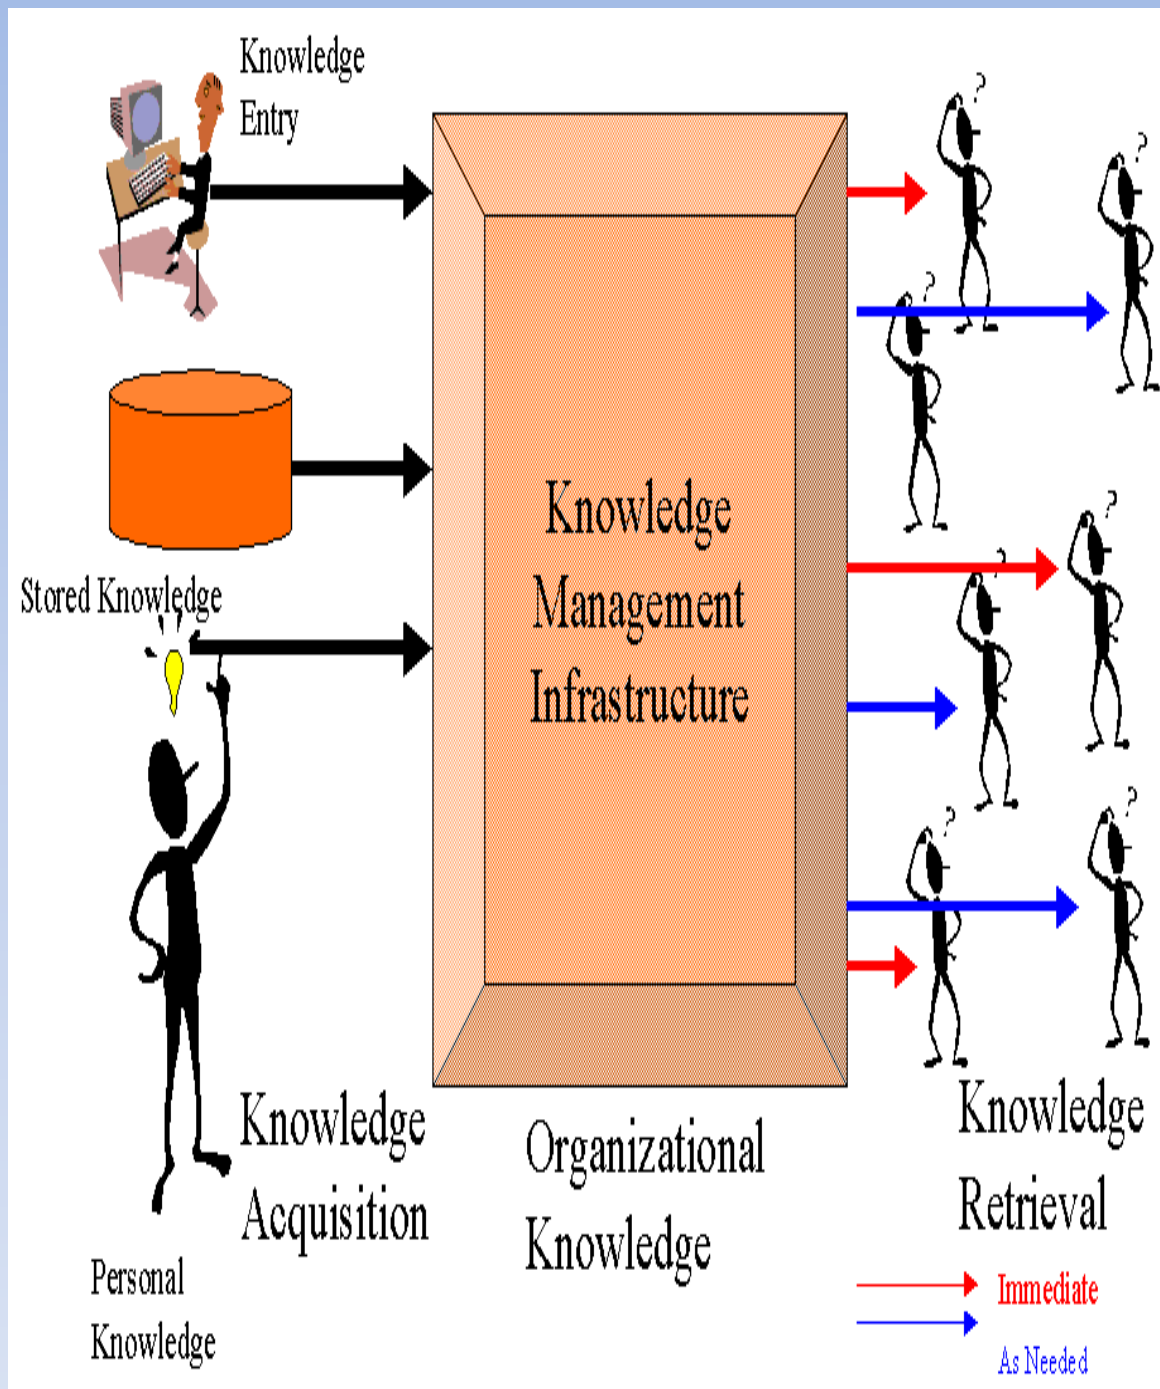 Knowledge
Entry
Stored Knowledge
Knowledge
Management
Infrastructure
?
?
?
?
?
?
?
Personal
Knowledge
Knowledge
Acquisition
Organizational
Knowledge
Knowledge
Retrieval
Immediate
As Needed